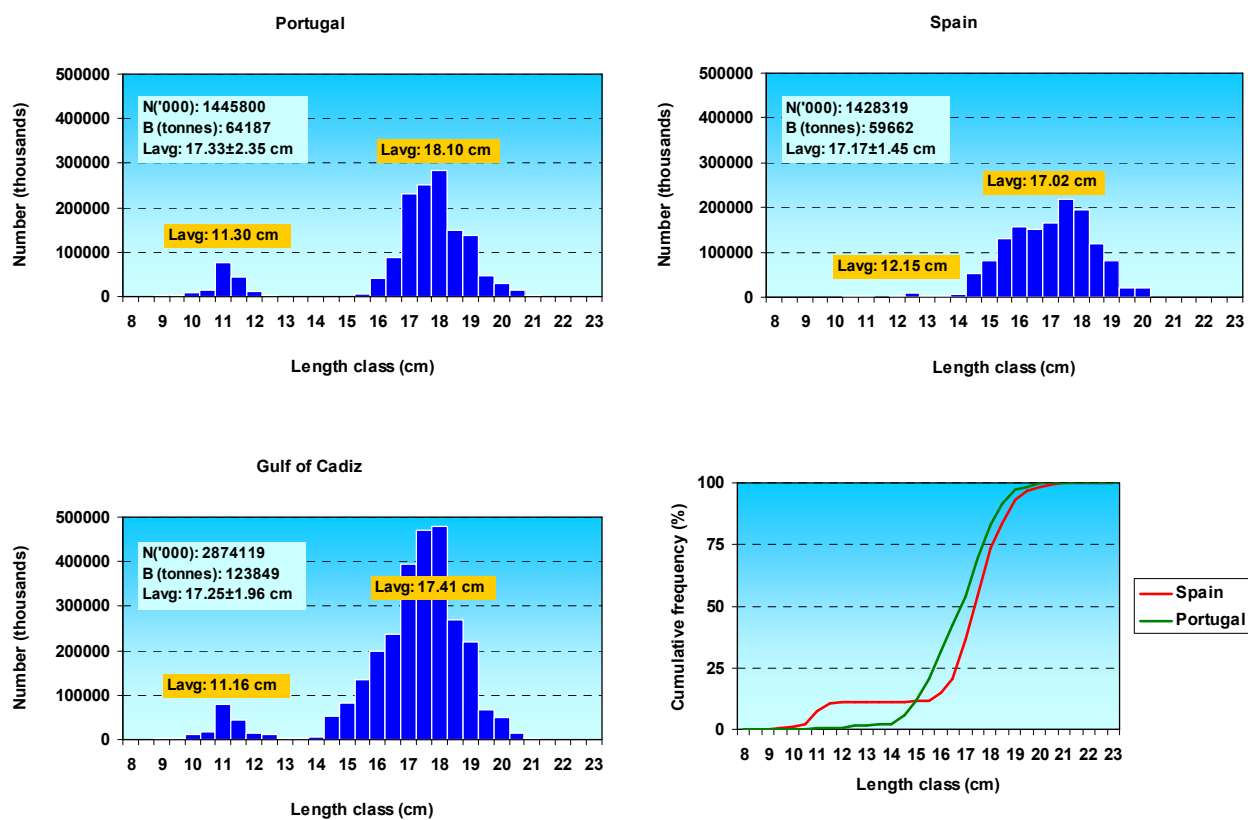 Portugal
Number (thousands)
500000
400000
300000
200000
100000
0
N('000): 1445800
B (tonnes): 64187
Lavg: 17.33±2.35 cm
Lavg: 18.10 cm
Lavg: 11.30 cm
8 9 10 11 12 13 14 15 16 17 18 19 20 21 22 23
Length class (cm)
Spain
Number (thousands)
500000
400000
300000
200000
100000
0
N('000): 1428319
B (tonnes): 59662
Lavg: 17.17±1.45 cm
Lavg: 17.02 cm
Lavg: 12.15 cm
8 9 10 11 12 13 14 15 16 17 18 19 20 21 22 23
Length class (cm)
Gulf of Cadiz
Number (thousands)
500000
400000
300000
200000
100000
0
N('000): 2874119
B (tonnes): 123849
Lavg: 17.25±1.96 cm
Lavg: 17.41 cm
Lavg: 11.16 cm
8 9 10 11 12 13 14 15 16 17 18 19 20 21 22 23
Length class (cm)
Cumulative frequency (%)
100
75
50
25
0
8 9 10 11 12 13 14 15 16 17 18 19 20 21 22 23
Length class (cm)
Spain
Portugal